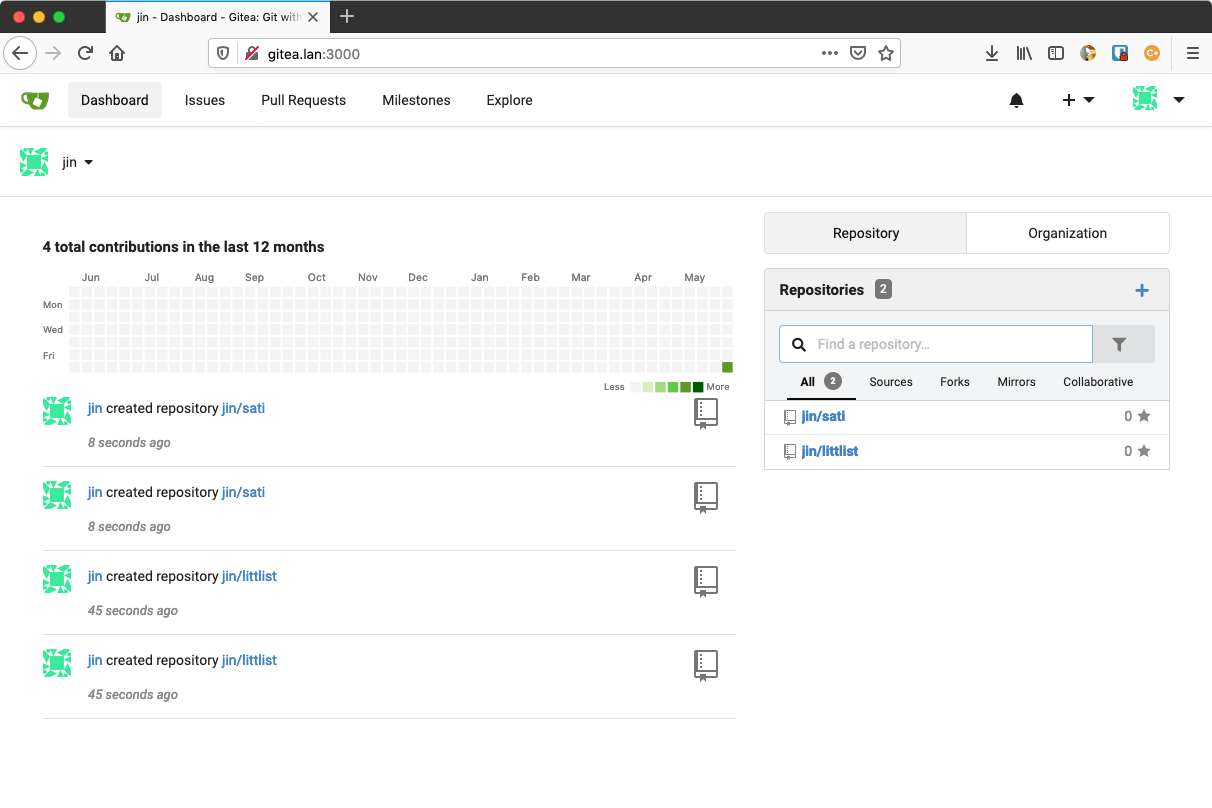 jin - Dashboard - Gitea: Git with
gitea.lan:3000
Dashboard Issues Pull Requests Milestones Explore
jin
4 total contributions in the last 12 months
Jun Jul Aug Sep Oct Nov Dec Jan Feb Mar Apr May
Mon
Wed
Fri
Less More
jin created repository jin/sati
8 seconds ago
jin created repository jin/sati
8 seconds ago
jin created repository jin/littlist
45 seconds ago
jin created repository jin/littlist
45 seconds ago
Repository Organization
Repositories 2
Find a repository...
All 2 Sources Forks Mirrors Collaborative
jin/sati 0
jin/littlist 0